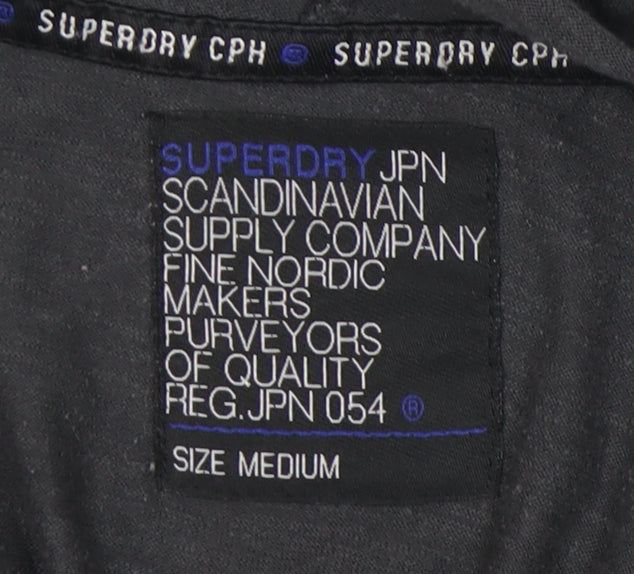 ® SUPERDRY CPH ® SUPERDRY CPH
SUPERDRY JPN
SCANDINAVIAN
SUPPLY COMPANY
FINE NORDIC
MAKERS
PURVEYORS
OF QUALITY
REG.JPN 054 ®
SIZE MEDIUM